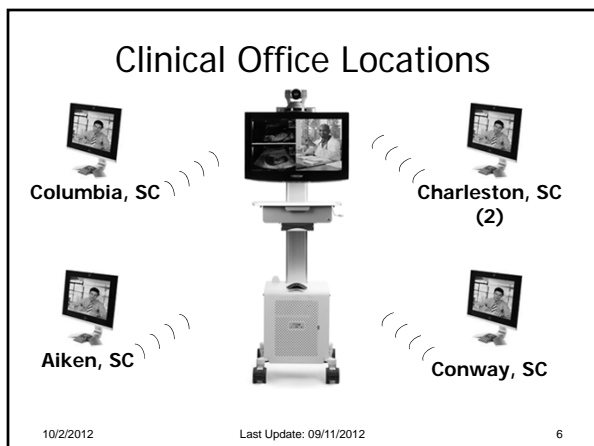 Clinical Office Locations
Columbia, SC
Charleston, SC
(2)
Aiken, SC
Conway, SC
10/2/2012
Last Update: 09/11/2012
6